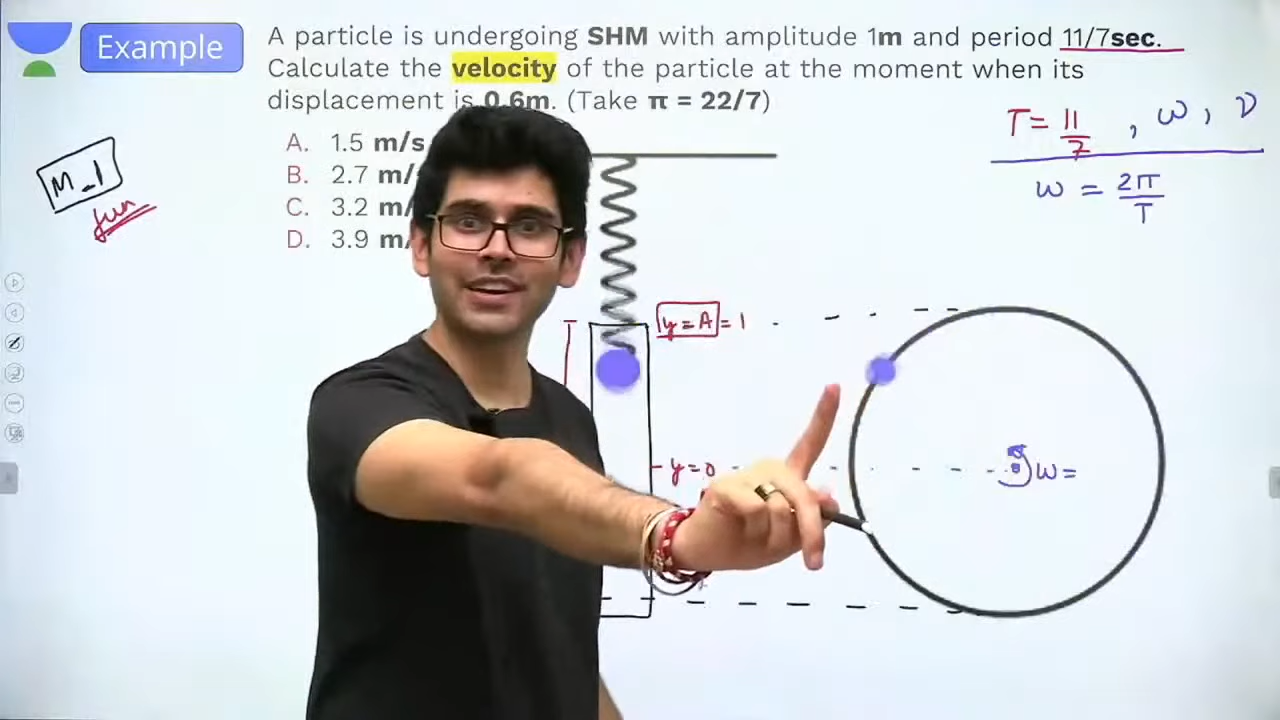 Example
A particle is undergoing SHM with amplitude 1m and period 11/7sec.
Calculate the velocity of the particle at the moment when its
displacement is 0.6m. (Take π = 22/7)
A. 1.5 m/s
B. 2.7 m/
C. 3.2 m/
D. 3.9 m/
M-1
fun
T = 11/7 , ω, ν
ω = 2π/T
y = A = 1
y = 0
ω =